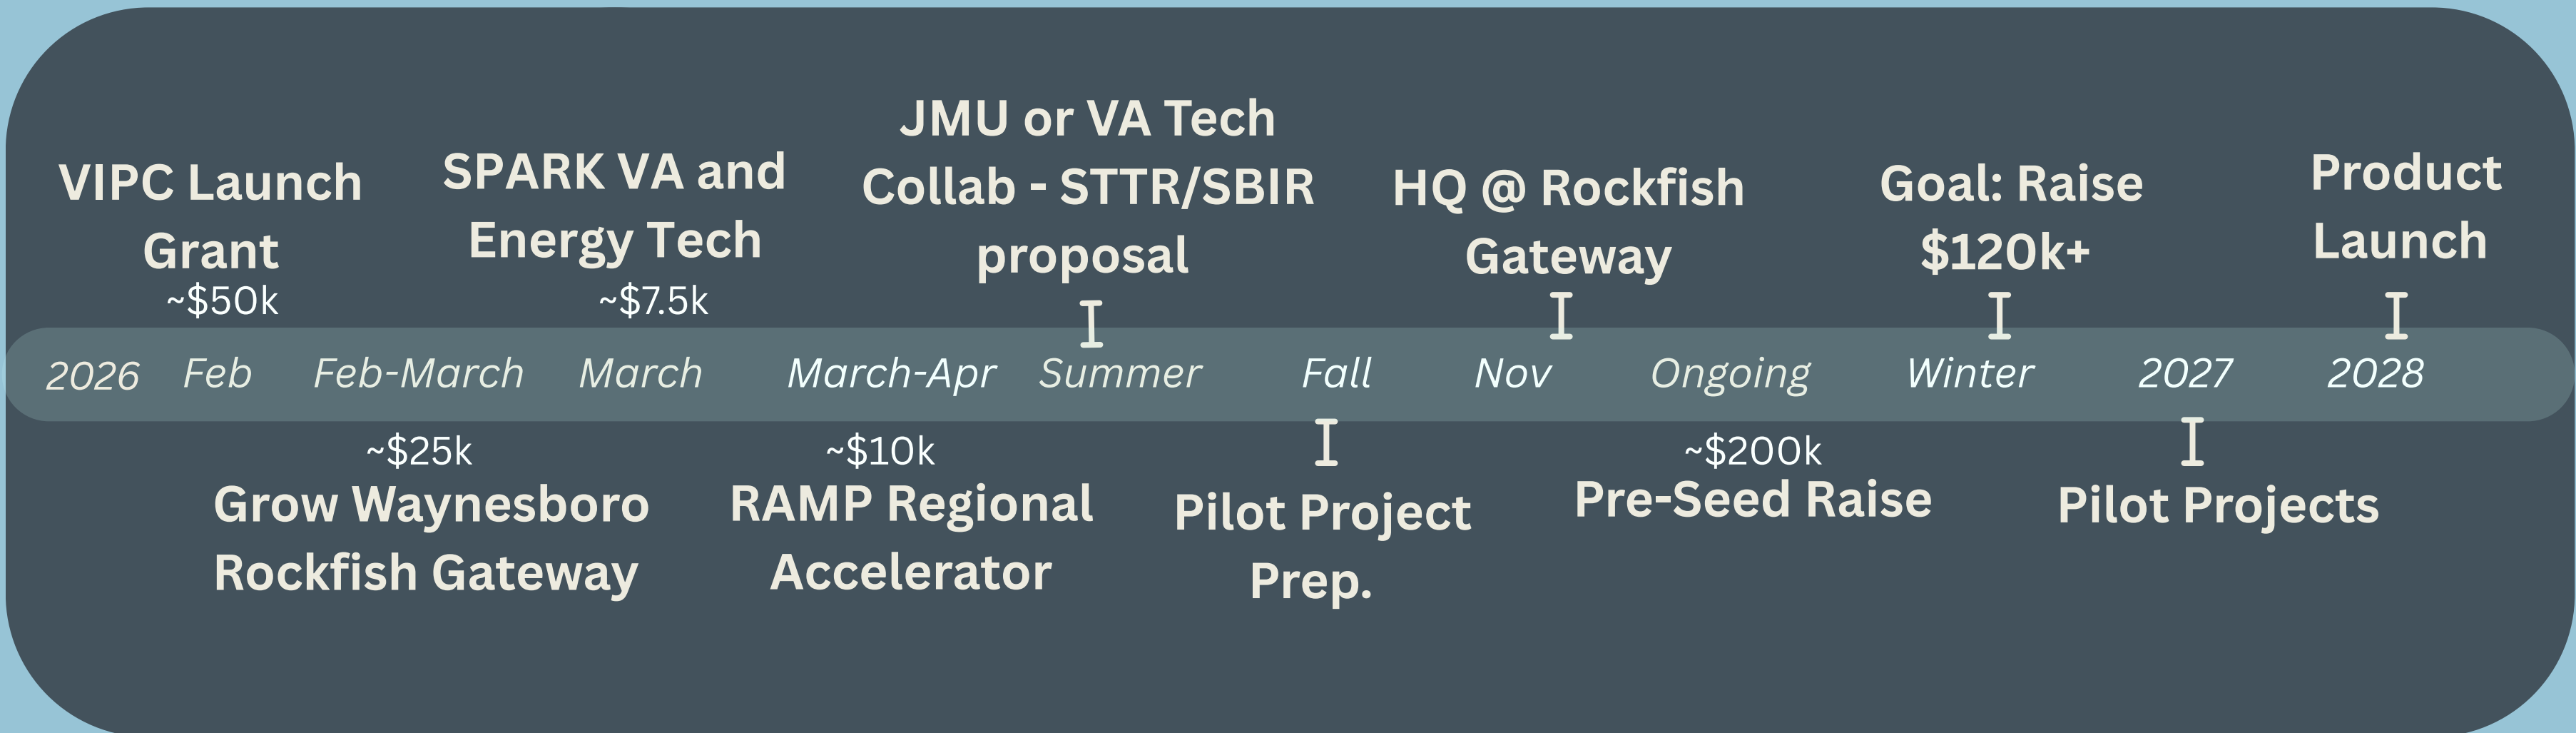 VIPC Launch
Grant
~$50k
SPARK VA and
Energy Tech
~$7.5k
JMU or VA Tech
Collab - STTR/SBIR
proposal
HQ @ Rockfish
Gateway
Goal: Raise
$120k+
Product
Launch
2026 Feb Feb-March March March-Apr Summer Fall Nov Ongoing Winter 2027 2028
~$25k
Grow Waynesboro
Rockfish Gateway
~$10k
RAMP Regional
Accelerator
Pilot Project
Prep.
~$200k
Pre-Seed Raise
Pilot Projects